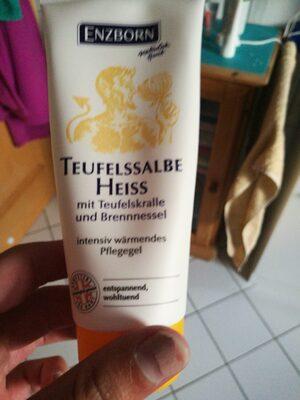 ENZBORN
TEUFELSSALBE
HEISS
mit Teufelskralle
und Brennnessel
intensiv wärmendes
Pflegegel
entspannend,
wohltuend